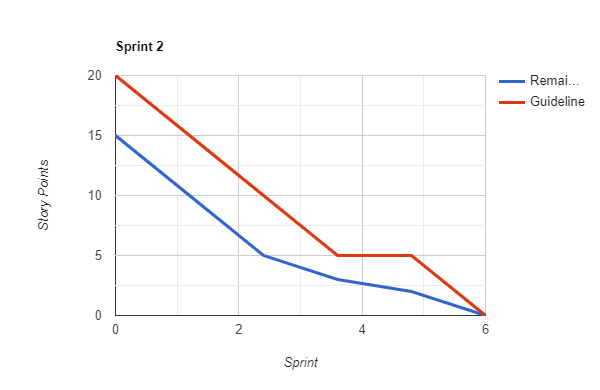 Sprint 2
20
15
10
5
0
0 2 4 6
Story Points
Sprint
Remai...
Guideline